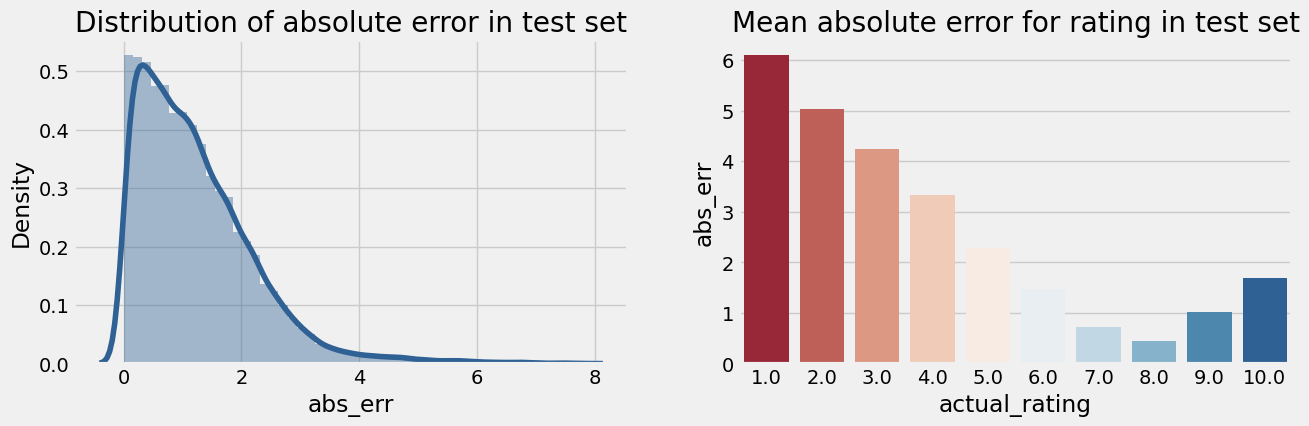 Distribution of absolute error in test set
Density
0.5
0.4
0.3
0.2
0.1
0.0
0 2 4 6 8
abs_err
Mean absolute error for rating in test set
abs_err
6
5
4
3
2
1
0
1.0 2.0 3.0 4.0 5.0 6.0 7.0 8.0 9.0 10.0
actual_rating